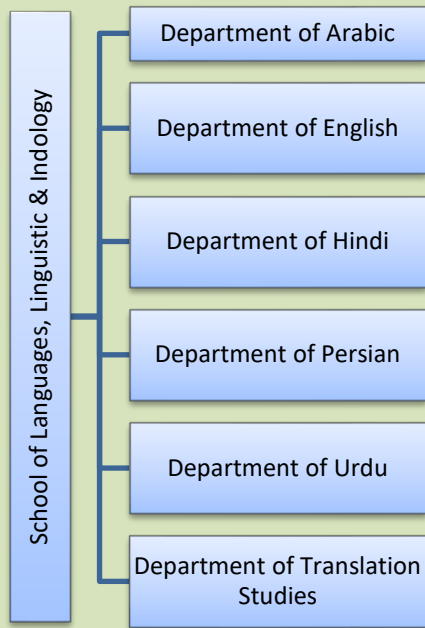 School of Languages, Linguistic & Indology
Department of Arabic
Department of English
Department of Hindi
Department of Persian
Department of Urdu
Department of Translation
Studies